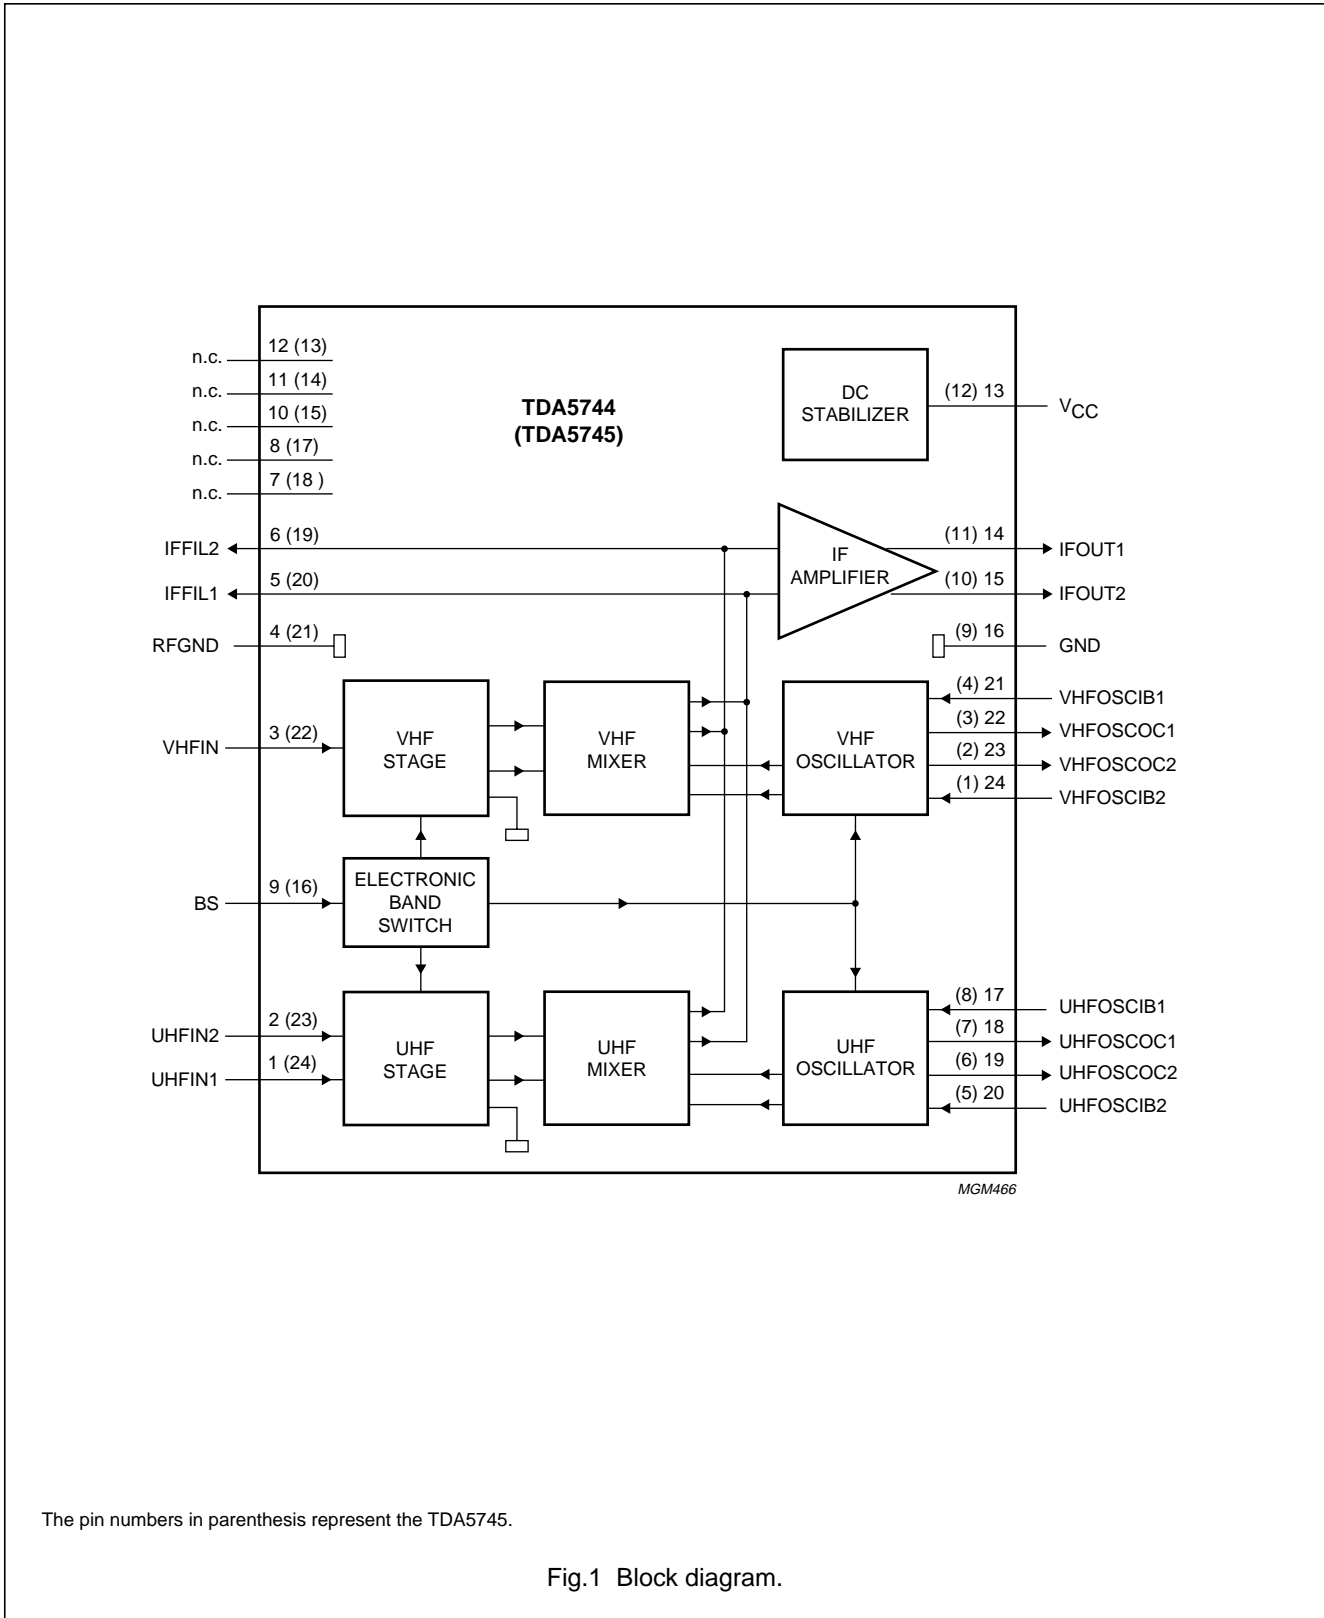 n.c. 12 (13)
n.c. 11 (14)
n.c. 10 (15)
n.c. 8 (17)
n.c. 7 (18 )
TDA5744
(TDA5745)
DC
STABILIZER
(12) 13 VCC
IFFIL2 6 (19)
IFFIL1 5 (20)
IF
AMPLIFIER
(11) 14 IFOUT1
(10) 15 IFOUT2
RFGND 4 (21)
(9) 16 GND
VHFIN 3 (22)
VHF
STAGE
VHF
MIXER
VHF
OSCILLATOR
(4) 21 VHFOSCIB1
(3) 22 VHFOSCOC1
(2) 23 VHFOSCOC2
(1) 24 VHFOSCIB2
BS 9 (16)
ELECTRONIC
BAND
SWITCH
UHFIN2 2 (23)
UHFIN1 1 (24)
UHF
STAGE
UHF
MIXER
UHF
OSCILLATOR
(8) 17 UHFOSCIB1
(7) 18 UHFOSCOC1
(6) 19 UHFOSCOC2
(5) 20 UHFOSCIB2
MGM466
The pin numbers in parenthesis represent the TDA5745.
Fig.1 Block diagram.